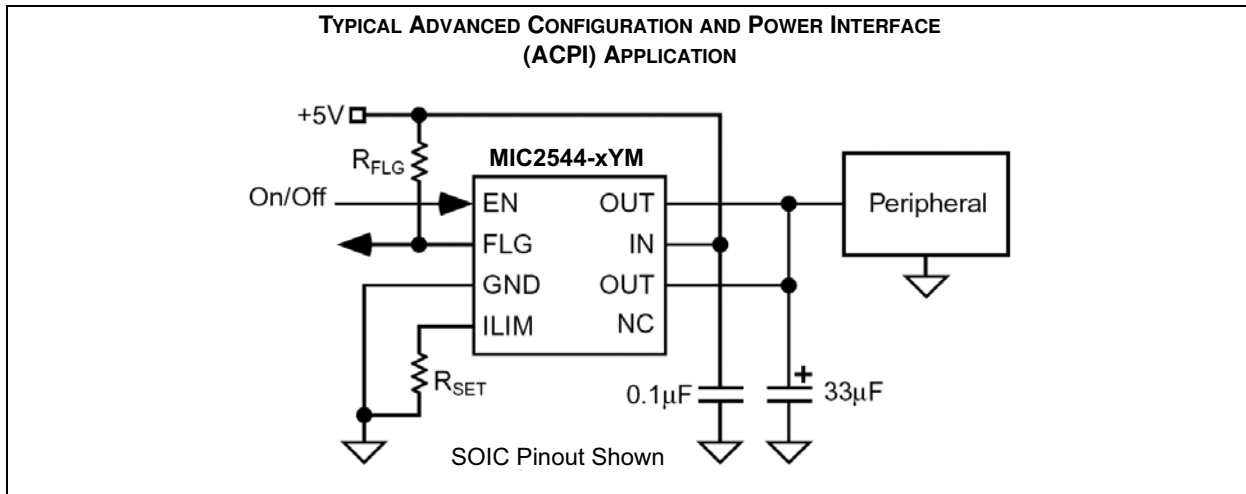 TYPICAL ADVANCED CONFIGURATION AND POWER INTERFACE
(ACPI) APPLICATION
+5V
RFLG
MIC2544-xYM
On/Off
EN
OUT
Peripheral
FLG
IN
GND
OUT
ILIM
NC
RSET
0.1µF
+
33µF
SOIC Pinout Shown